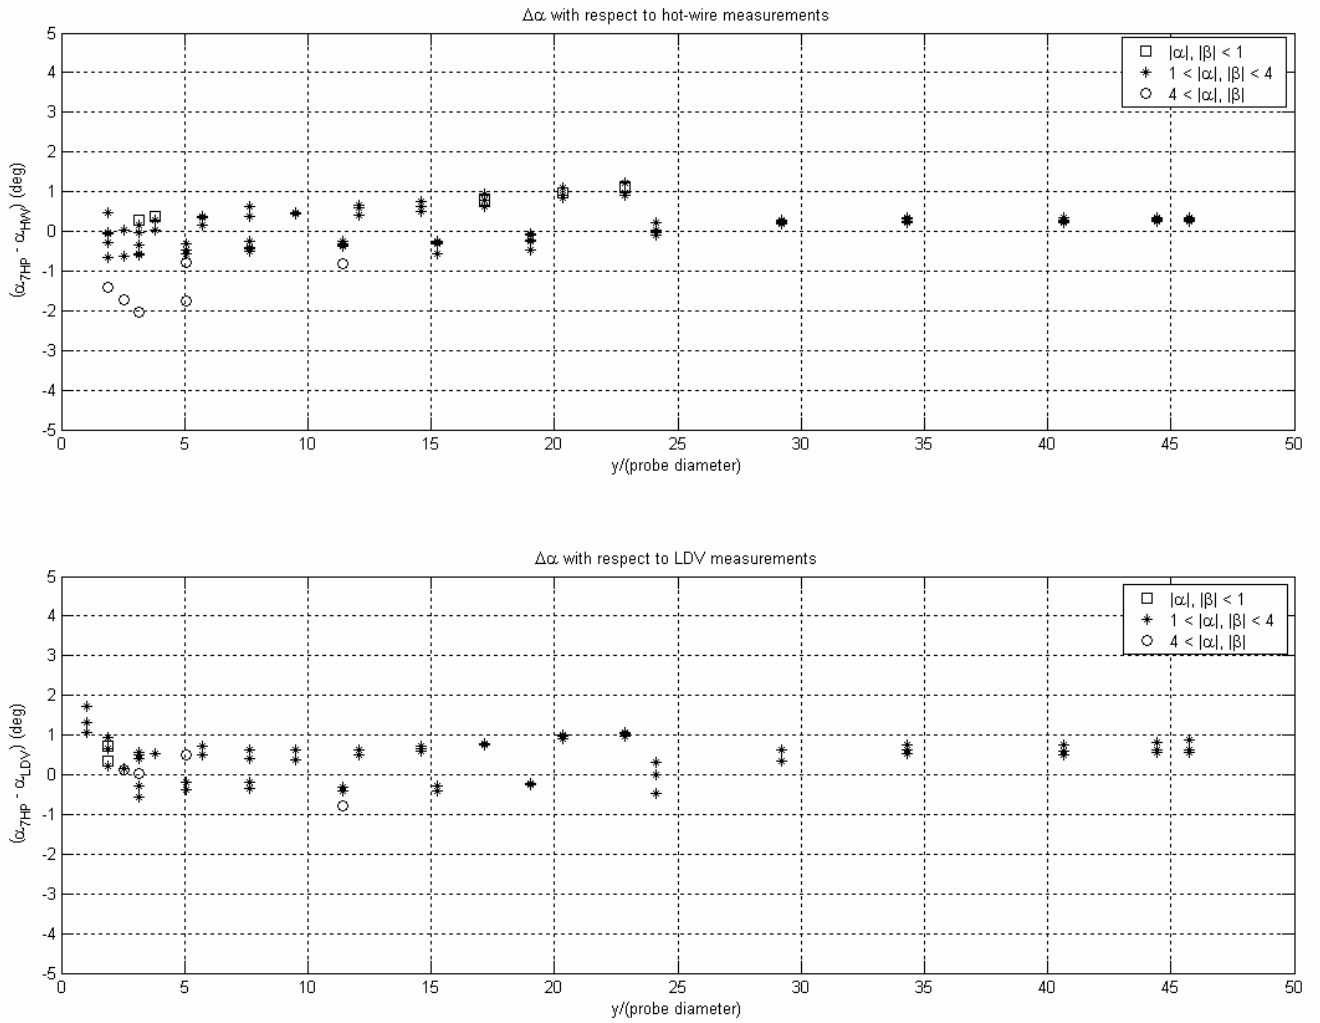 Δα with respect to hot-wire measurements
5
4
3
2
1
0
-1
-2
-3
-4
-5
(α7HP - αHW) (deg)
|α|, |β| < 1
1 < |α|, |β| < 4
4 < |α|, |β|
0 5 10 15 20 25 30 35 40 45 50
y/(probe diameter)
Δα with respect to LDV measurements
5
4
3
2
1
0
-1
-2
-3
-4
-5
(α7HP - αLDV) (deg)
|α|, |β| < 1
1 < |α|, |β| < 4
4 < |α|, |β|
0 5 10 15 20 25 30 35 40 45 50
y/(probe diameter)